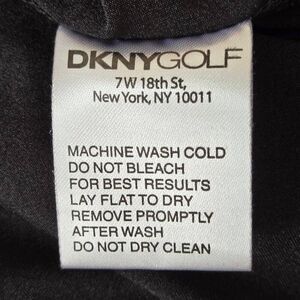 DKNYGOLF
7 W 18th St,
New York, NY 10011
MACHINE WASH COLD
DO NOT BLEACH
FOR BEST RESULTS
LAY FLAT TO DRY
REMOVE PROMPTLY
AFTER WASH
DO NOT DRY CLEAN